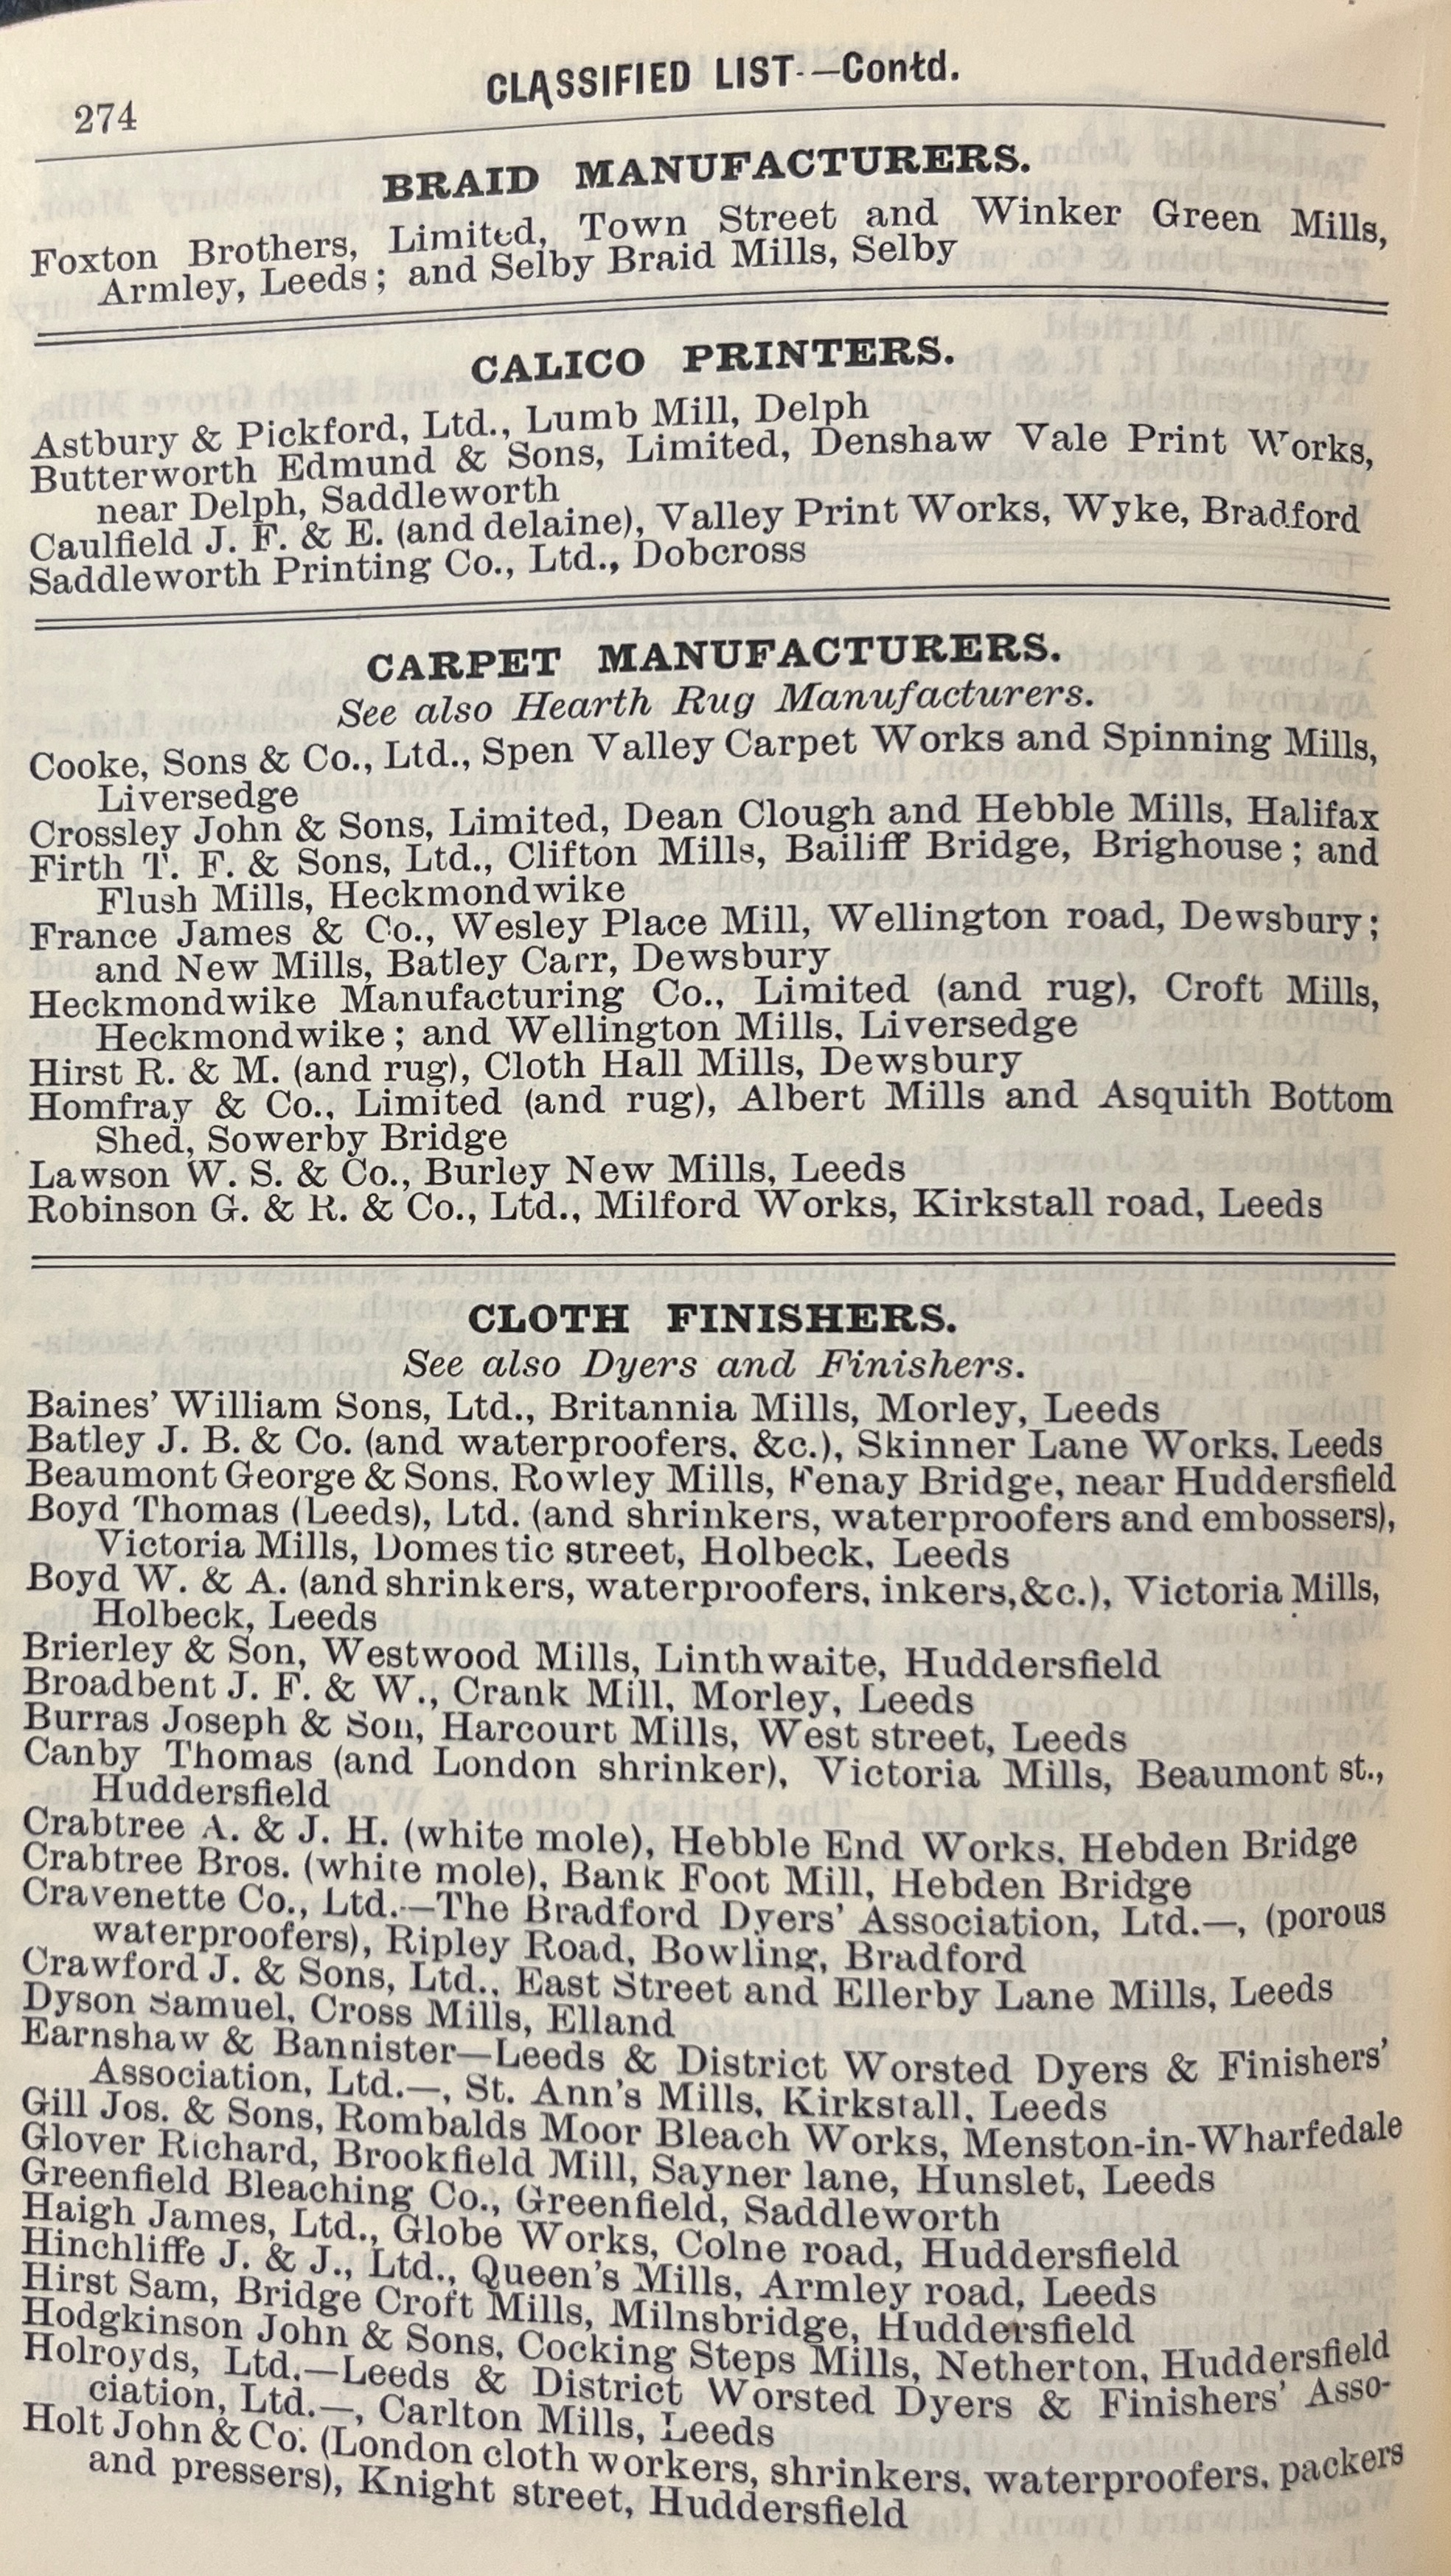 CLASSIFIED LIST—Contd.
274
BRAID MANUFACTURERS.
Foxton Brothers, Limited, Town Street and Winker Green Mills,
Armley, Leeds; and Selby Braid Mills, Selby
CALICO PRINTERS.
Astbury & Pickford, Ltd., Lumb Mill, Delph
Butterworth Edmund & Sons, Limited, Denshaw Vale Print Works,
near Delph, Saddleworth
Caulfield J. F. & E. (and delaine), Valley Print Works, Wyke, Bradford
Saddleworth Printing Co., Ltd., Dobcross
CARPET MANUFACTURERS.
See also Hearth Rug Manufacturers.
Cooke, Sons & Co., Ltd., Spen Valley Carpet Works and Spinning Mills,
Liversedge
Crossley John & Sons, Limited, Dean Clough and Hebble Mills, Halifax
Firth T. F. & Sons, Ltd., Clifton Mills, Bailiff Bridge, Brighouse; and
Flush Mills, Heckmondwike
France James & Co., Wesley Place Mill, Wellington road, Dewsbury;
and New Mills, Batley Carr, Dewsbury
Heckmondwike Manufacturing Co., Limited (and rug), Croft Mills,
Heckmondwike; and Wellington Mills, Liversedge
Hirst R. & M. (and rug), Cloth Hall Mills, Dewsbury
Homfray & Co., Limited (and rug), Albert Mills and Asquith Bottom
Shed, Sowerby Bridge
Lawson W. S. & Co., Burley New Mills, Leeds
Robinson G. & R. & Co., Ltd., Milford Works, Kirkstall road, Leeds
CLOTH FINISHERS.
See also Dyers and Finishers.
Baines' William Sons, Ltd., Britannia Mills, Morley, Leeds
Batley J. B. & Co. (and waterproofers, &c.), Skinner Lane Works, Leeds
Beaumont George & Sons, Rowley Mills, Fenay Bridge, near Huddersfield
Boyd Thomas (Leeds), Ltd. (and shrinkers, waterproofers and embossers),
Victoria Mills, Domestic street, Holbeck, Leeds
Boyd W. & A. (and shrinkers, waterproofers, inkers, &c.), Victoria Mills,
Holbeck, Leeds
Brierley & Son, Westwood Mills, Linthwaite, Huddersfield
Broadbent J. F. & W., Crank Mill, Morley, Leeds
Burras Joseph & Son, Harcourt Mills, West street, Leeds
Canby Thomas (and London shrinker), Victoria Mills, Beaumont st.,
Huddersfield
Crabtree A. & J. H. (white mole), Hebble End Works, Hebden Bridge
Crabtree Bros. (white mole), Bank Foot Mill, Hebden Bridge
Cravenette Co., Ltd.—The Bradford Dyers' Association, Ltd.—, (porous
waterproofers), Ripley Road, Bowling, Bradford
Crawford J. & Sons, Ltd., East Street and Ellerby Lane Mills, Leeds
Dyson Samuel, Cross Mills, Elland
Earnshaw & Bannister—Leeds & District Worsted Dyers & Finishers'
Association, Ltd.—, St. Ann's Mills, Kirkstall, Leeds
Gill Jos. & Sons, Rombalds Moor Bleach Works, Menston-in-Wharfedale
Glover Richard, Brookfield Mill, Sayner lane, Hunslet, Leeds
Greenfield Bleaching Co., Greenfield, Saddleworth
Haigh James, Ltd., Globe Works, Colne road, Huddersfield
Hinchliffe J. & J., Ltd., Queen's Mills, Armley road, Leeds
Hirst Sam, Bridge Croft Mills, Milnsbridge, Huddersfield
Hodgkinson John & Sons, Cocking Steps Mills, Netherton, Huddersfield
Holroyds, Ltd.—Leeds & District Worsted Dyers & Finishers' Asso-
ciation, Ltd.—, Carlton Mills, Leeds
Holt John & Co. (London cloth workers, shrinkers, waterproofers, packers
and pressers), Knight street, Huddersfield